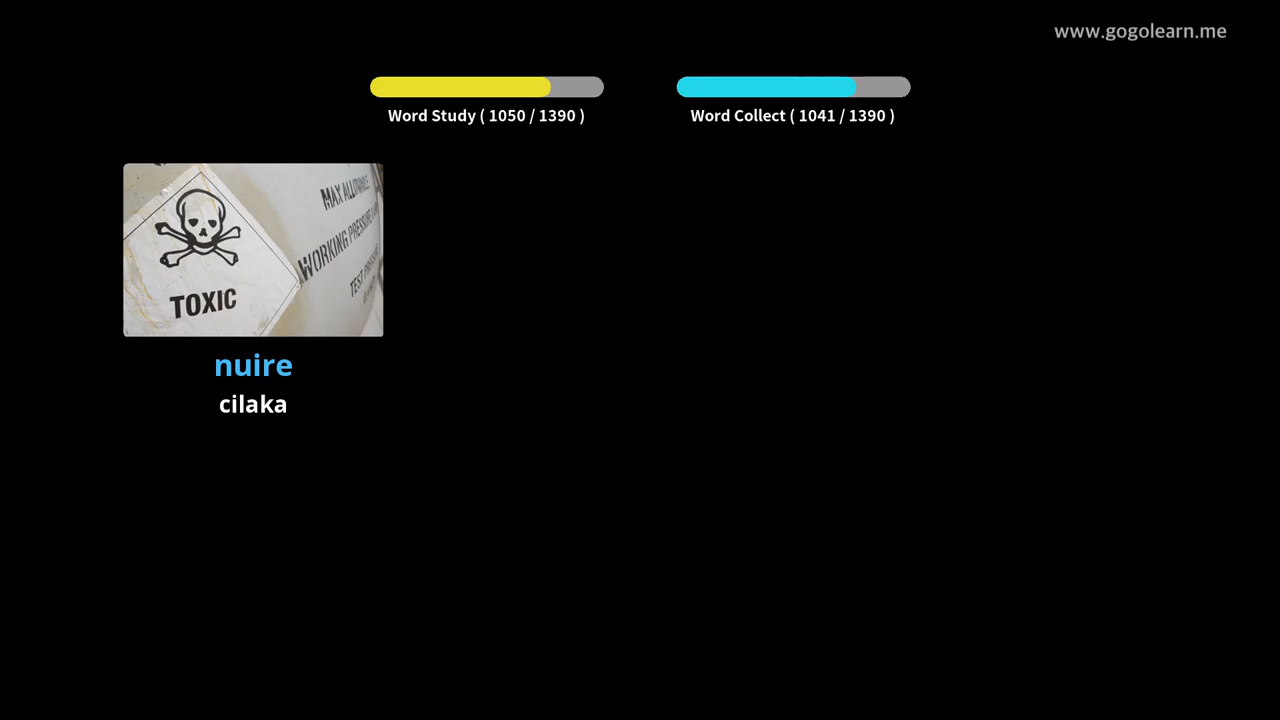 www.gogolearn.me
Word Study ( 1050 / 1390 )
Word Collect ( 1041 / 1390 )
MAX ALLOWABLE
WORKING PRESSURE
TEST PRESS
TOXIC
nuire
cilaka